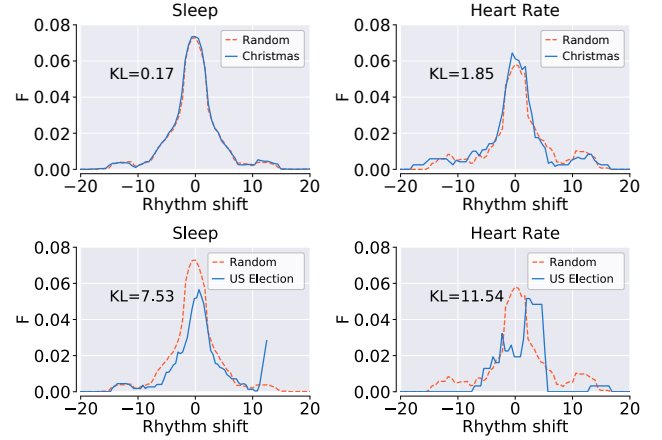 Sleep
0.08
0.06
0.04
0.02
0.00
F
KL=0.17
Random
Christmas
−20 −10 0 10 20
Rhythm shift
Heart Rate
0.08
0.06
0.04
0.02
0.00
F
KL=1.85
Random
Christmas
−20 −10 0 10 20
Rhythm shift
Sleep
0.08
0.06
0.04
0.02
0.00
F
KL=7.53
Random
US Election
−20 −10 0 10 20
Rhythm shift
Heart Rate
0.08
0.06
0.04
0.02
0.00
F
KL=11.54
Random
US Election
−20 −10 0 10 20
Rhythm shift